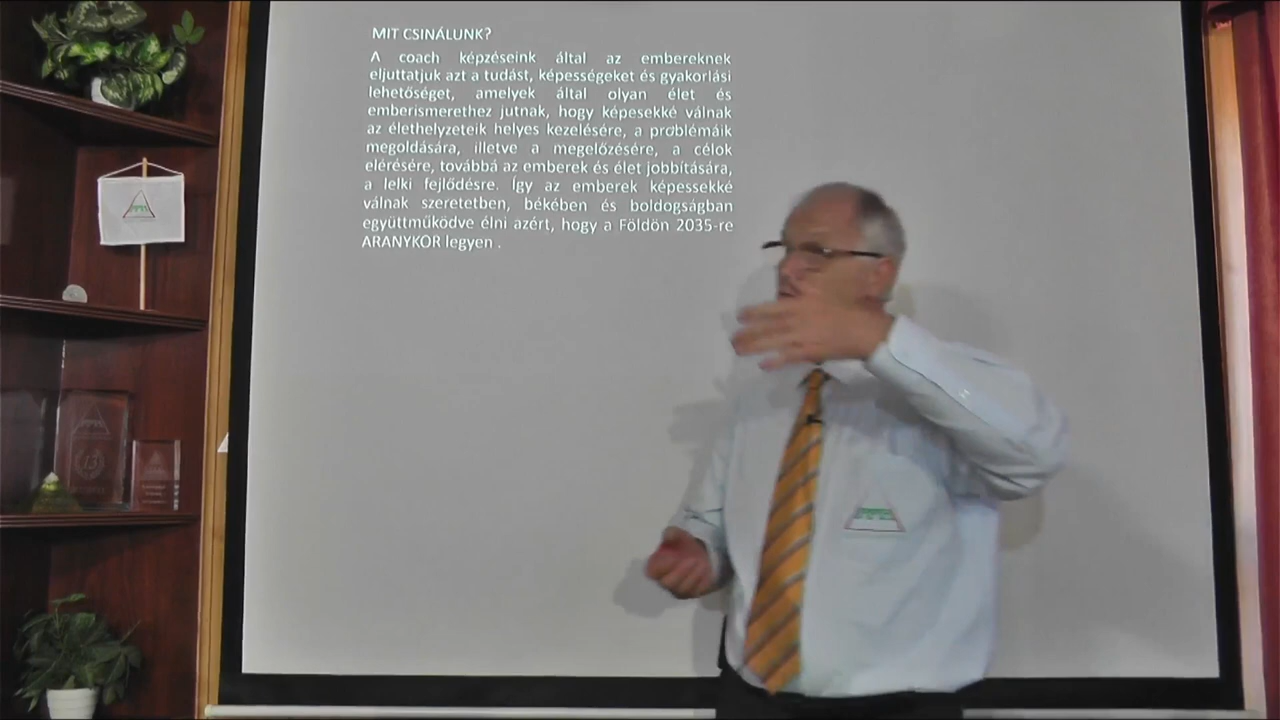 MIT CSINÁLUNK?
A coach képzéseink által az embereknek
eljuttatjuk azt a tudást, képességeket és gyakorlási
lehetőséget, amelyek által olyan élet és
emberismerethez jutnak, hogy képesekké válnak
az élethelyzeteik helyes kezelésére, a problémáik
megoldására, illetve a megelőzésére, a célok
elérésére, továbbá az emberek és élet jobbítására,
a lelki fejlődésre. Így az emberek képessekké
válnak szeretetben, békében és boldogságban
együttműködve élni azért, hogy a Földön 2035-re
ARANYKOR legyen .
13